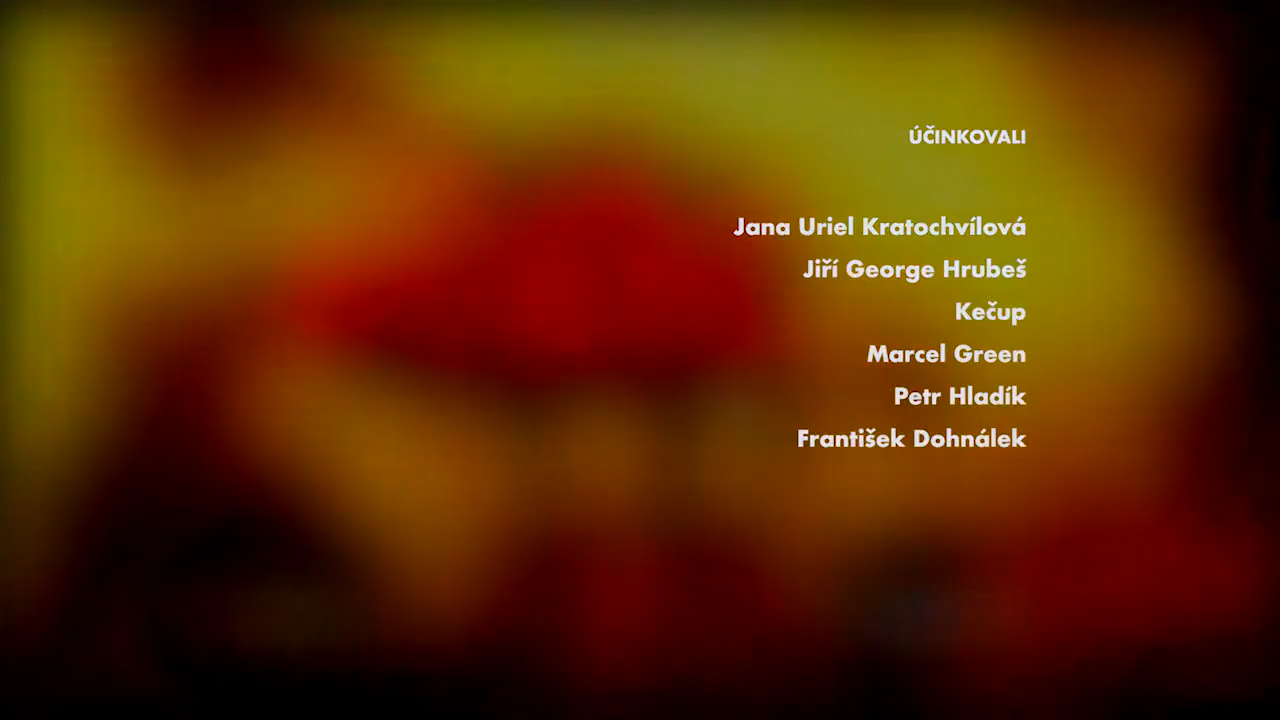 ÚČINKOVALI
Jana Uriel Kratochvílová
Jiří George Hrubeš
Kečup
Marcel Green
Petr Hladík
František Dohnálek